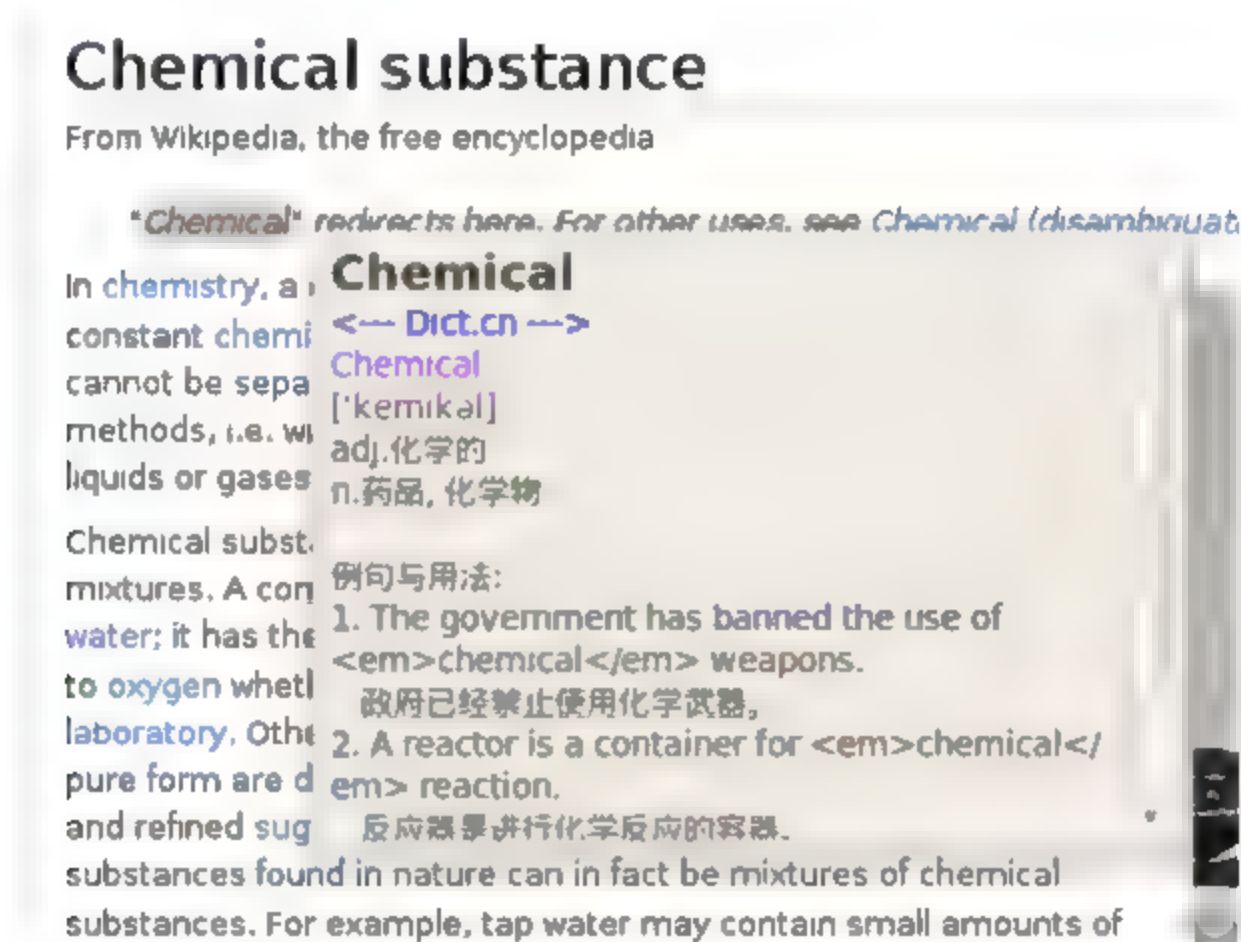 Chemical substance
From Wikipedia, the free encyclopedia
"Chemical" redirects here. For other uses, see Chemical (disambiguat
In chemistry, a
constant chemi
cannot be sepa
methods, i.e. wi
liquids or gases
Chemical subst
mixtures. A con
water; it has the
to oxygen whetl
laboratory. Othe
pure form are d
and refined sug
substances found in nature can in fact be mixtures of chemical
substances. For example, tap water may contain small amounts of
Chemical
<--- Dict.cn --->
Chemical
['kemikəl]
adj.化学的
n.药品, 化学物
例句与用法:
1. The government has banned the use of
<em>chemical</em> weapons.
政府已经禁止使用化学武器。
2. A reactor is a container for <em>chemical</
em> reaction.
反应器是进行化学反应的容器.